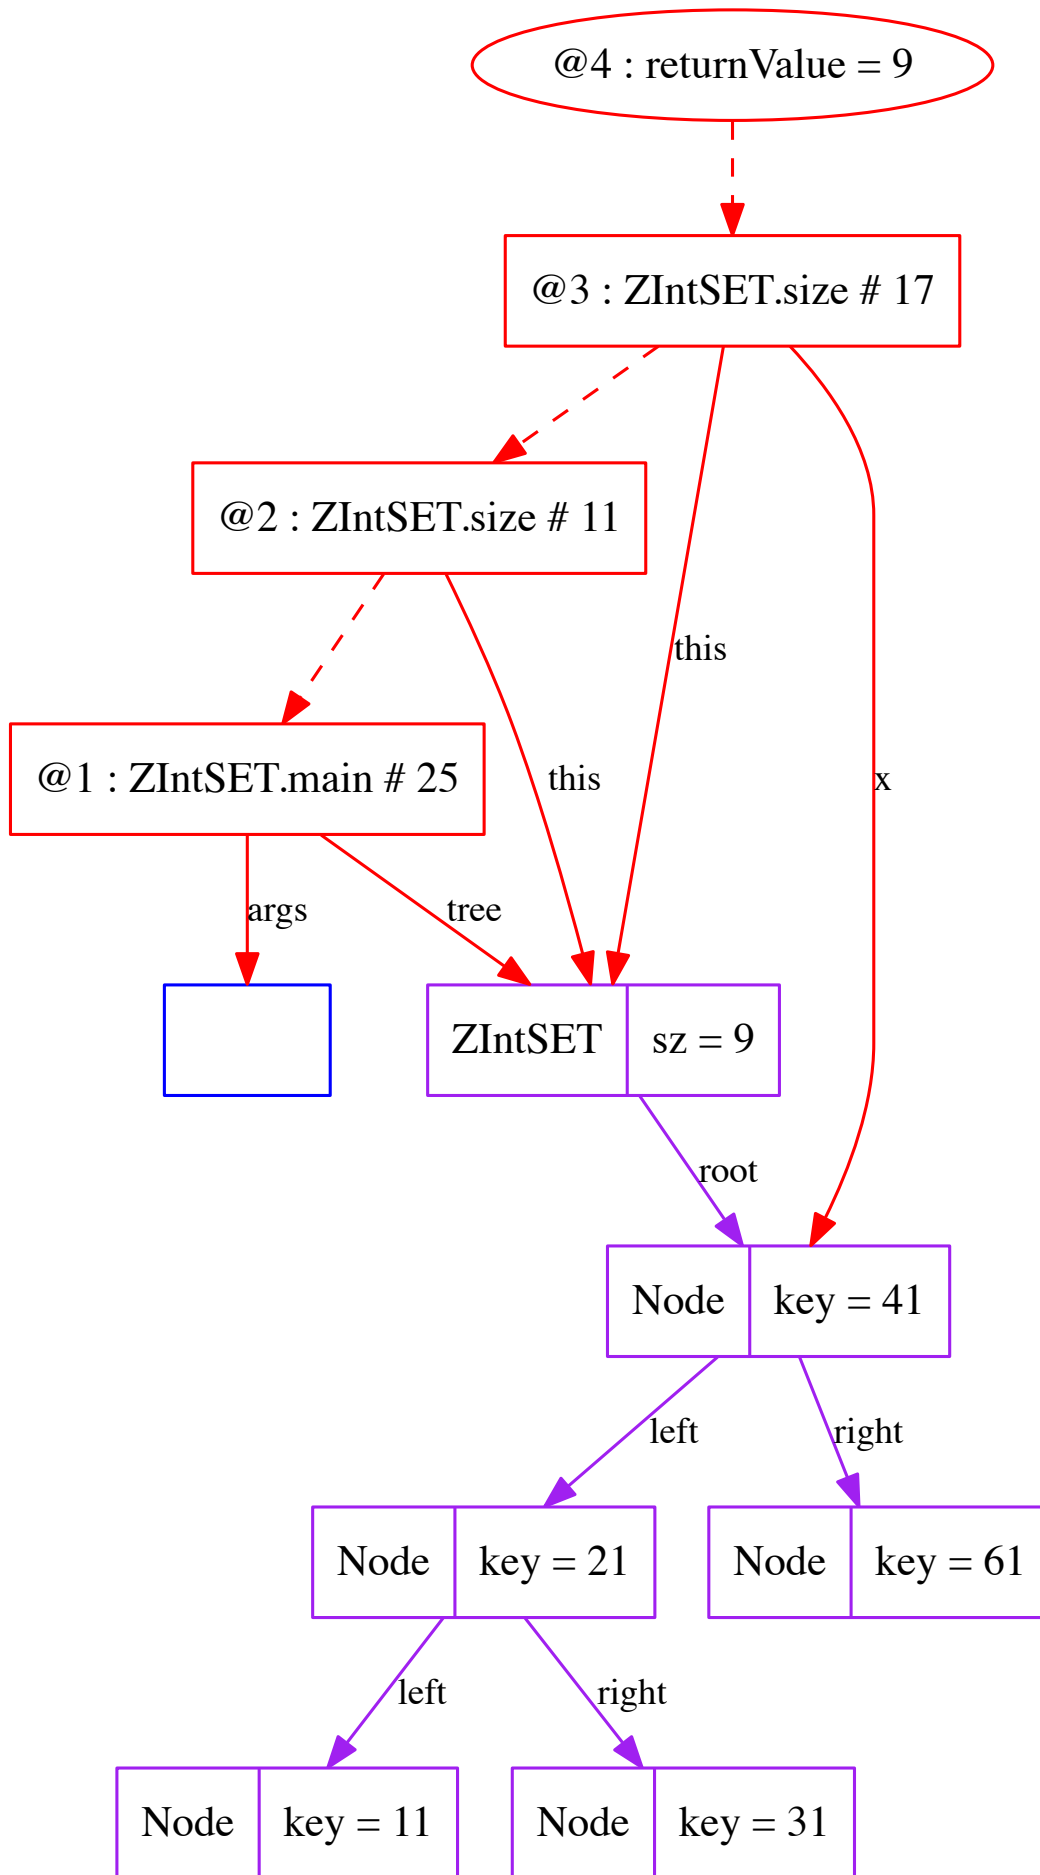 @4 : returnValue = 9
@3 : ZIntSET.size # 17
@2 : ZIntSET.size # 11
this
@1 : ZIntSET.main # 25
this
x
args
tree
ZIntSET
sz = 9
root
Node
key = 41
left
right
Node
key = 21
Node
key = 61
left
right
Node
key = 11
Node
key = 31